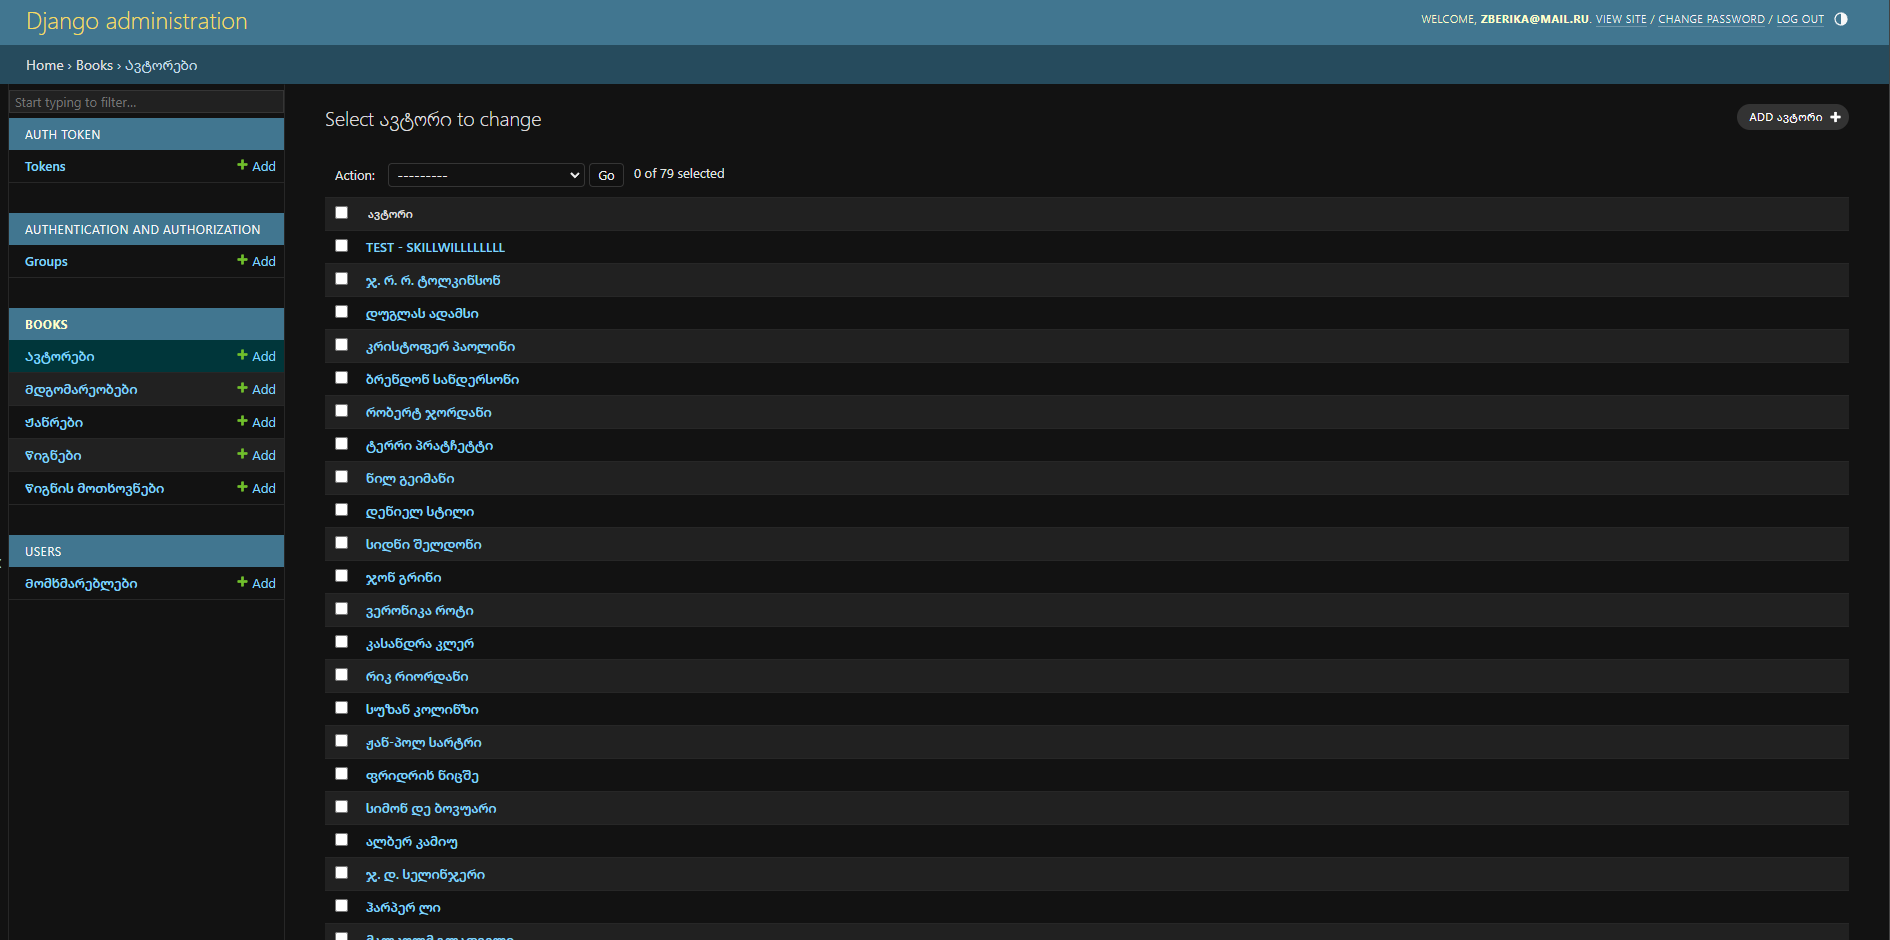 Django administration
WELCOME, ZBERIKA@MAIL.RU. VIEW SITE / CHANGE PASSWORD / LOG OUT
Home › Books › ავტორები
Start typing to filter...
AUTH TOKEN
Tokens Add
AUTHENTICATION AND AUTHORIZATION
Groups Add
BOOKS
ავტორები Add
მდგომარეობები Add
ჟანრები Add
წიგნები Add
წიგნის მოთხოვნები Add
USERS
მომხმარებლები Add
Select ავტორი to change
ADD ავტორი
Action: --------- Go 0 of 79 selected
ავტორი
TEST - SKILLWILLLLLLLL
ჯ. რ. რ. ტოლკინსონ
დუგლას ადამსი
კრისტოფერ პაოლინი
ბრენდონ სანდერსონი
რობერტ ჯორდანი
ტერრი პრატჩეტტი
ნილ გეიმანი
დენიელ სტილი
სიდნი შელდონი
ჯონ გრინი
ვერონიკა როტი
კასანდრა კლერ
რიკ რიორდანი
სუზან კოლინზი
ჟან-პოლ სარტრი
ფრიდრიხ ნიცშე
სიმონ დე ბოვუარი
ალბერ კამიუ
ჯ. დ. სელინჯერი
ჰარპერ ლი